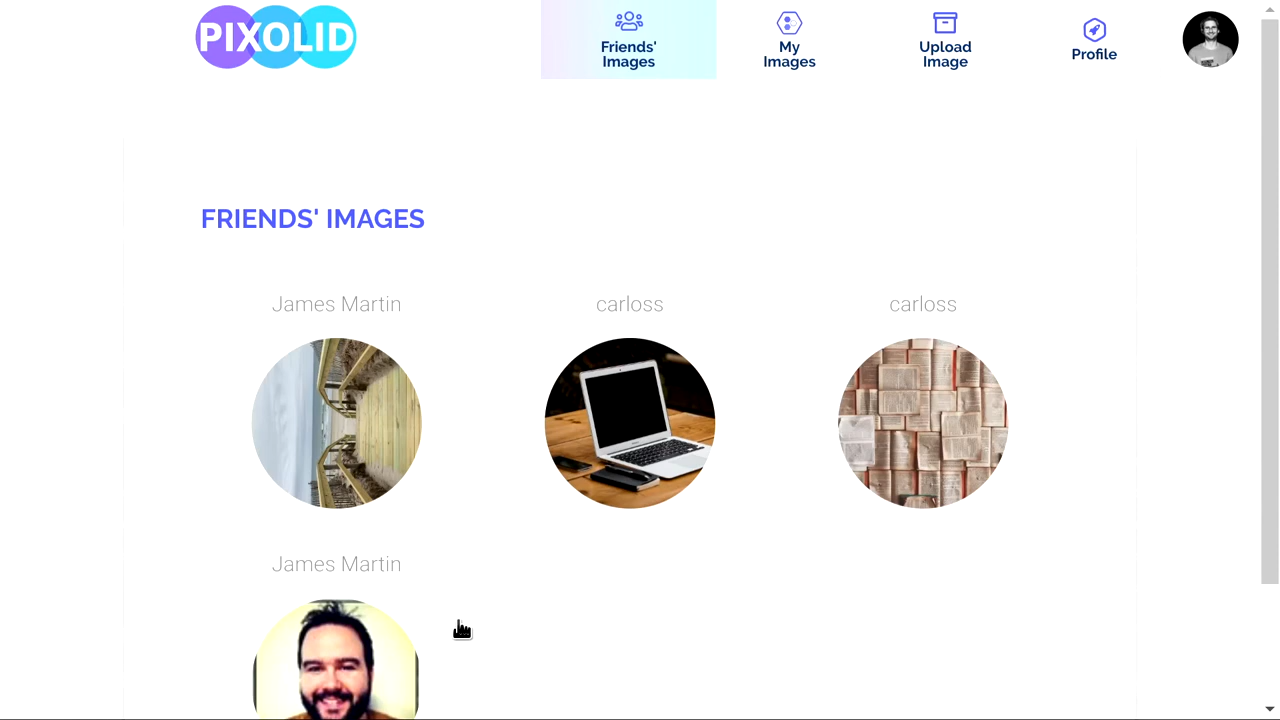 PIXOLID
Friends'
Images
My
Images
Upload
Image
Profile
FRIENDS' IMAGES
James Martin
carloss
carloss
James Martin